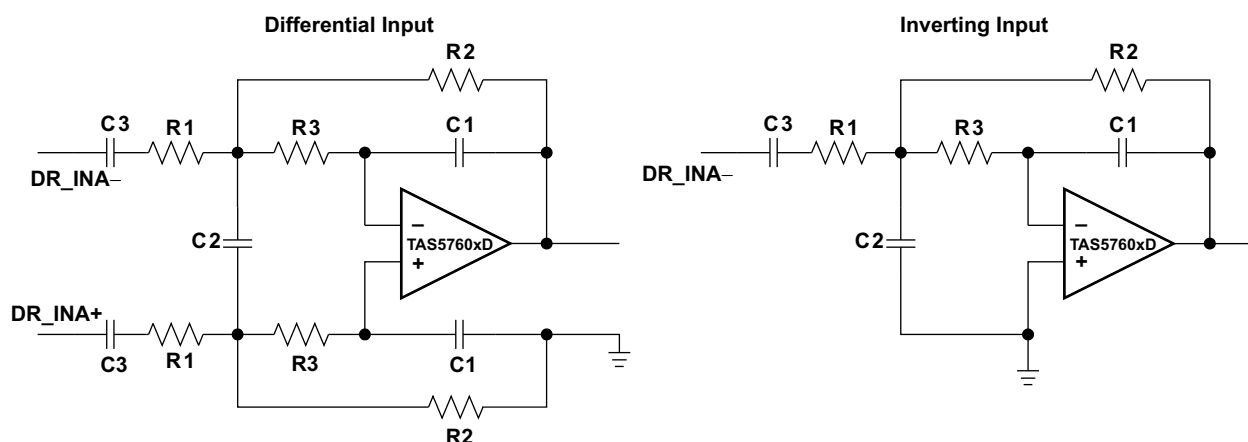 Differential Input
R2
C3
R1
R3
C1
DR_INA−
−
TAS5760xD
+
C2
DR_INA+
C3
R1
R3
C1
R2
Inverting Input
R2
C3
R1
R3
C1
DR_INA−
−
TAS5760xD
+
C2